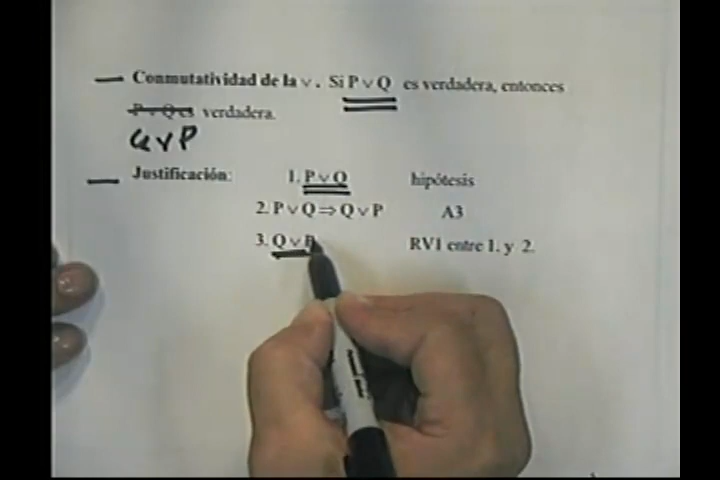 Conmutatividad de la ∨. Si P ∨ Q es verdadera, entonces
P ∨ Q es verdadera.
Q∨P
Justificación: 1. P ∨ Q hipótesis
2. P ∨ Q ⇒ Q ∨ P A3
3. Q ∨ P RV1 entre 1. y 2.